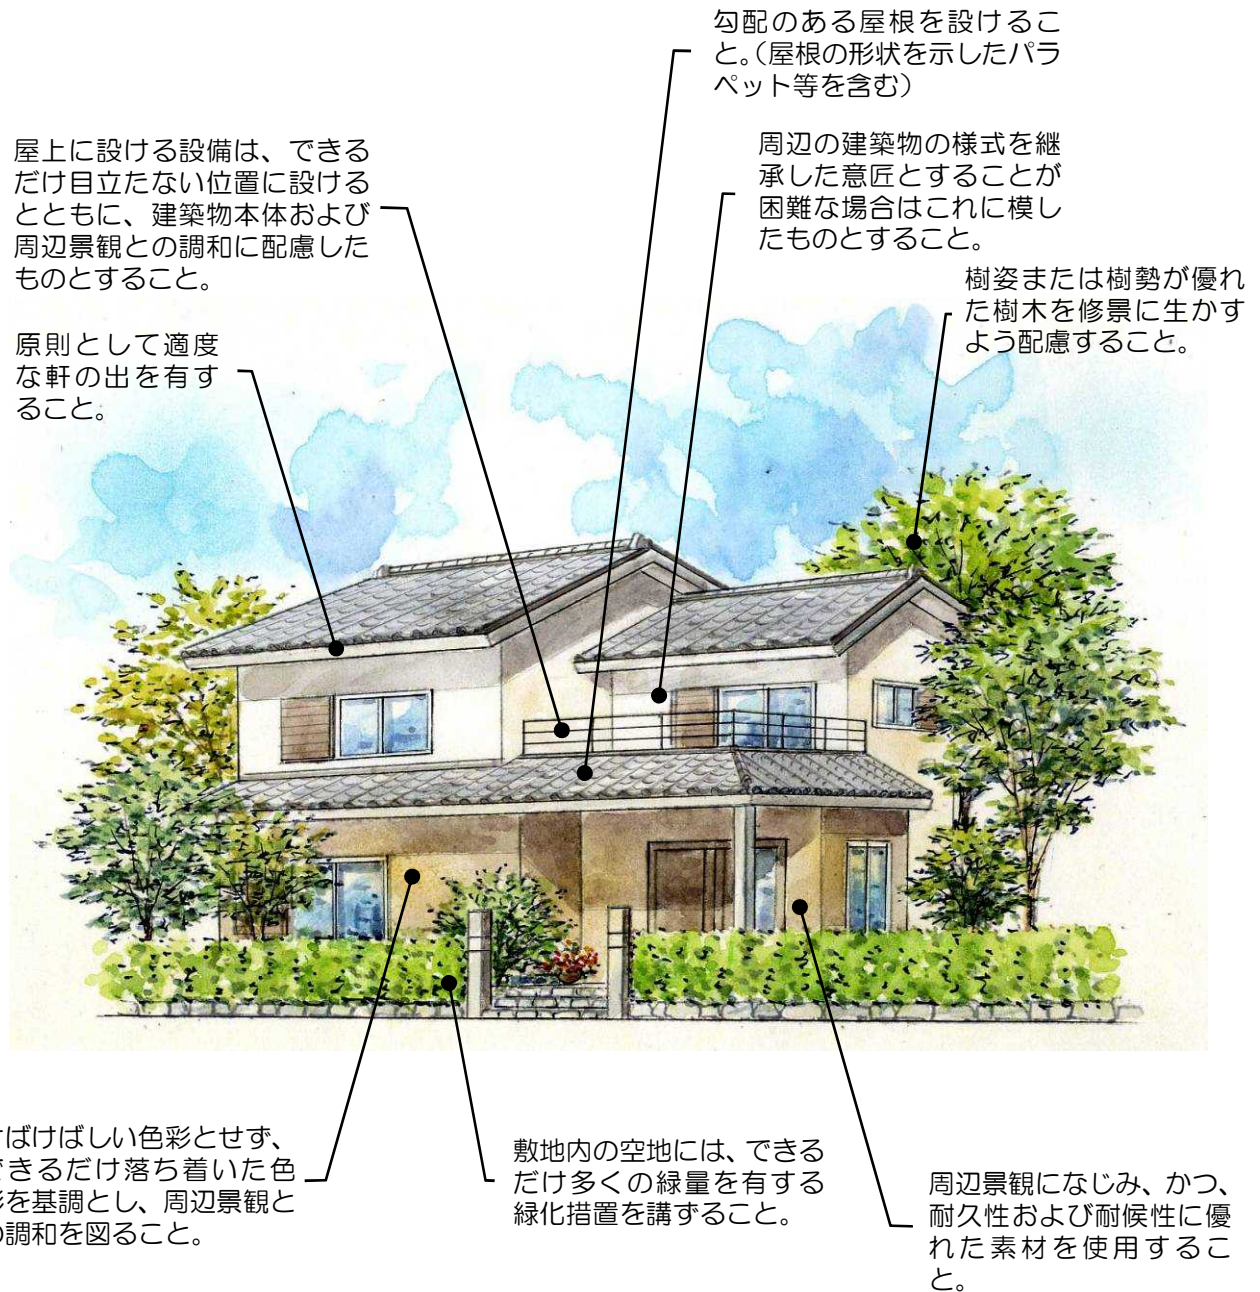 勾配のある屋根を設けるこ
と。（屋根の形状を示したパラ
ペット等を含む）
屋上に設ける設備は、できる
だけ目立たない位置に設ける
とともに、建築物本体および
周辺景観との調和に配慮した
ものとすること。
周辺の建築物の様式を継
承した意匠とすることが
困難な場合はこれに模し
たものとすること。
樹姿または樹勢が優れ
た樹木を修景に生かす
よう配慮すること。
原則として適度
な軒の出を有す
ること。
ばけばしい色彩とせず、
できるだけ落ち着いた色
彩を基調とし、周辺景観と
の調和を図ること。
敷地内の空地には、できる
だけ多くの緑量を有する
緑化措置を講ずること。
周辺景観になじみ、かつ、
耐久性および耐候性に優
れた素材を使用するこ
と。